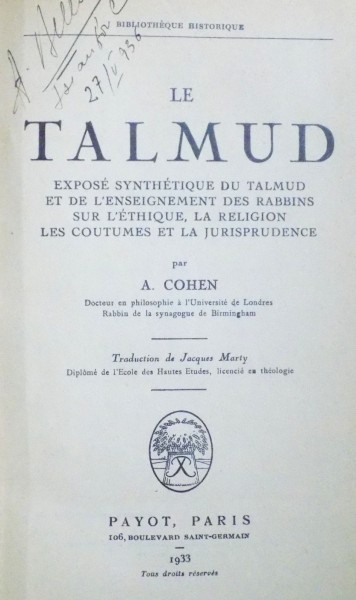 BIBLIOTHÈQUE HISTORIQUE
27/V 936
LE
TALMUD
EXPOSÉ SYNTHÉTIQUE DU TALMUD
ET DE L'ENSEIGNEMENT DES RABBINS
SUR L'ÉTHIQUE, LA RELIGION
LES COUTUMES ET LA JURISPRUDENCE
par
A. COHEN
Docteur en philosophie à l'Université de Londres
Rabbin de la synagogue de Birmingham
Traduction de Jacques Marty
Diplômé de l'Ecole des Hautes Etudes, licencié en théologie
PAYOT, PARIS
106, BOULEVARD SAINT-GERMAIN
1933
Tous droits réservés